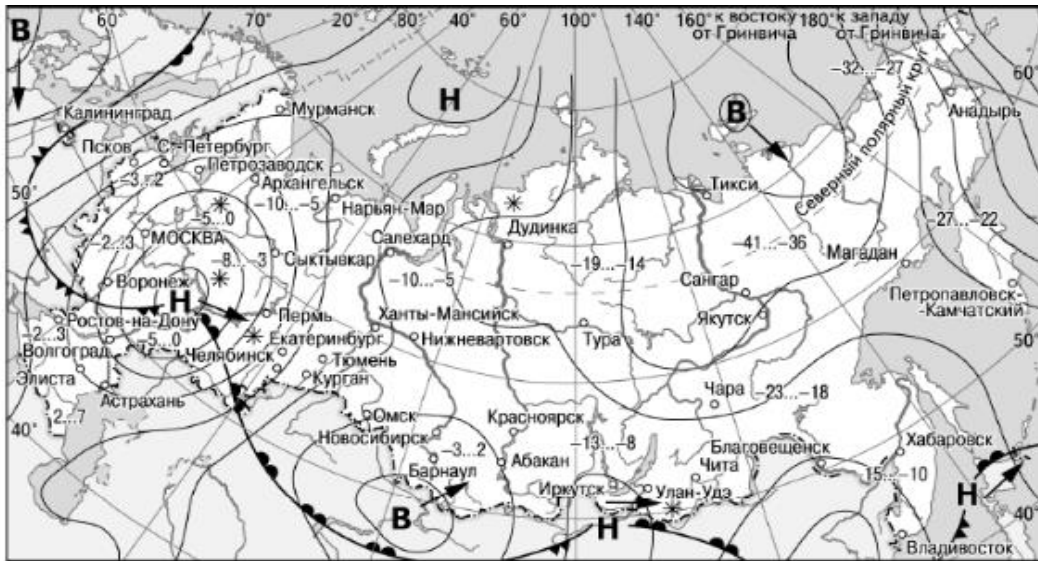 60° 70° 20° 30° 40° 60° 100° 140° 160° к востоку 180° к западу
от Гринвича от Гринвича
В
–32...–27
60°
Н
В
Мурманск
Анадырь
Калининград
Северный полярный круг
Псков С.-Петербург
Петрозаводск
Архангельск
–3...2
–10...–5
Тикси
50°
Нарьян-Мар
–5...0
Дудинка
–27...–22
–2...3 МОСКВА
Салехард
–41...–36
Магадан
–8...–3 Сыктывкар
–10...–5
–19...–14
Сангар
Воронеж
Петропавловск-
-Камчатский
Н
Ханты-Мансийск
Якутск
–2...3 Ростов-на-Дону
Пермь
–5...0
Екатеринбург
Нижневартовск
Тура
Волгоград
Челябинск
Тюмень
50°
Элиста
Курган
Чара
–23...–18
Астрахань
2...7
Омск
Красноярск
40°
Новосибирск
–13...–8
Благовещенск
Хабаровск
–3...2
Барнаул
Абакан
Чита
–15...–10
Иркутск
Улан-Удэ
Н
В
Н
40°
Владивосток